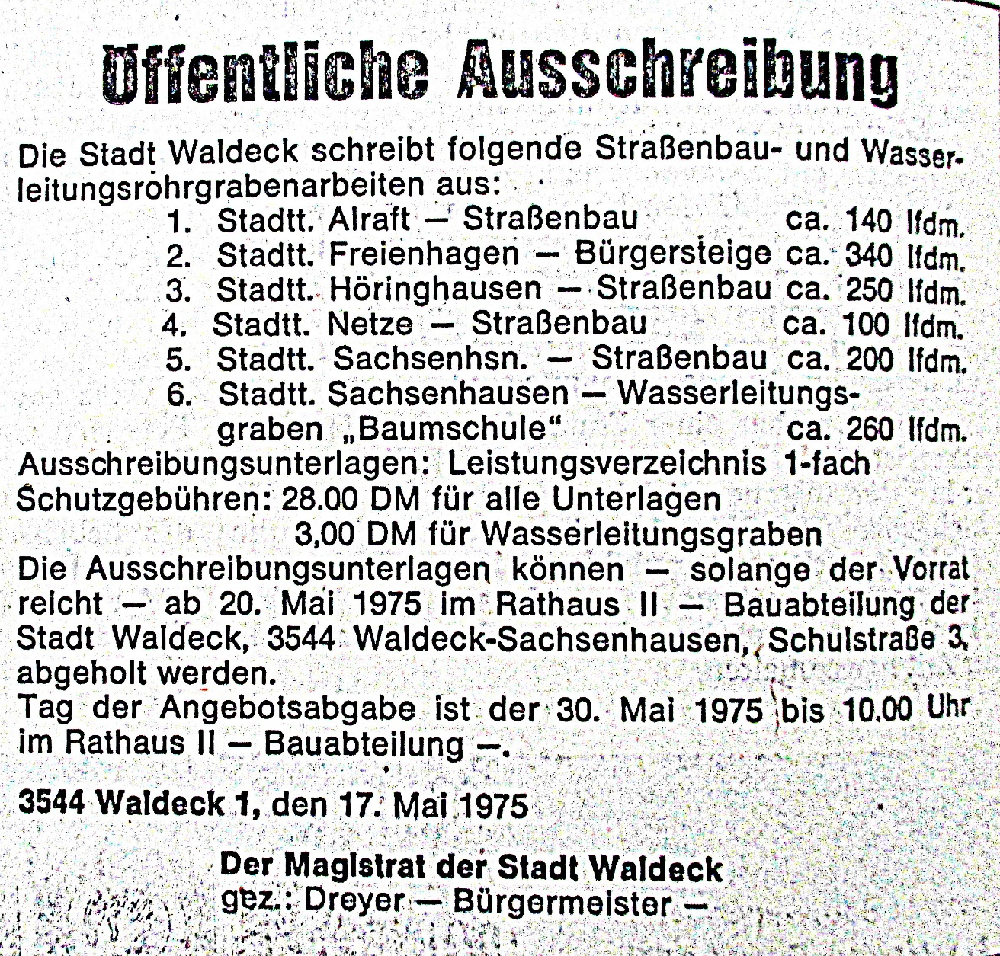 Öffentliche Ausschreibung
Die Stadt Waldeck schreibt folgende Straßenbau- und Wasser-
leitungsrohrgrabenarbeiten aus:
1. Stadtt. Alraft — Straßenbau ca. 140 lfdm.
2. Stadtt. Freienhagen — Bürgersteige ca. 340 lfdm.
3. Stadtt. Höringhausen — Straßenbau ca. 250 lfdm.
4. Stadtt. Netze — Straßenbau ca. 100 lfdm.
5. Stadtt. Sachsenhsn. — Straßenbau ca. 200 lfdm.
6. Stadtt. Sachsenhausen — Wasserleitungs-
graben „Baumschule“ ca. 260 lfdm.
Ausschreibungsunterlagen: Leistungsverzeichnis 1-fach
Schutzgebühren: 28.00 DM für alle Unterlagen
3,00 DM für Wasserleitungsgraben
Die Ausschreibungsunterlagen können — solange der Vorrat
reicht — ab 20. Mai 1975 im Rathaus II — Bauabteilung der
Stadt Waldeck, 3544 Waldeck-Sachsenhausen, Schulstraße 3,
abgeholt werden.
Tag der Angebotsabgabe ist der 30. Mai 1975 bis 10.00 Uhr
im Rathaus II — Bauabteilung —.
3544 Waldeck 1, den 17. Mai 1975
Der Magistrat der Stadt Waldeck
gez.: Dreyer — Bürgermeister —